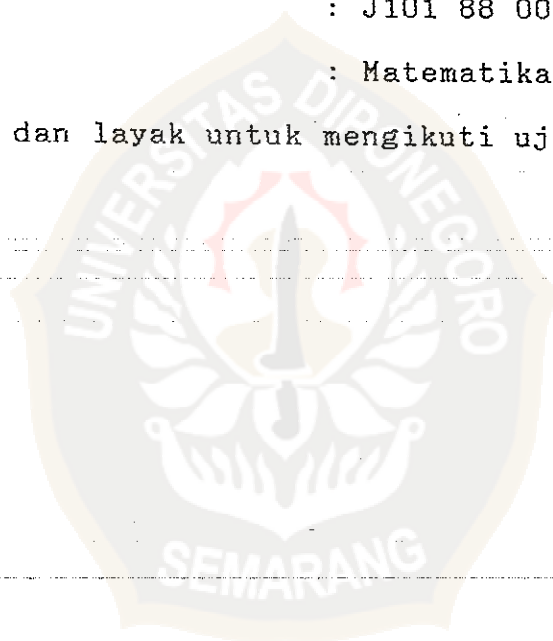 : J101 88 00
: Matematika
dan layak untuk mengikuti uj
UNIVERSITAS DIPONEGORO
SEMARANG